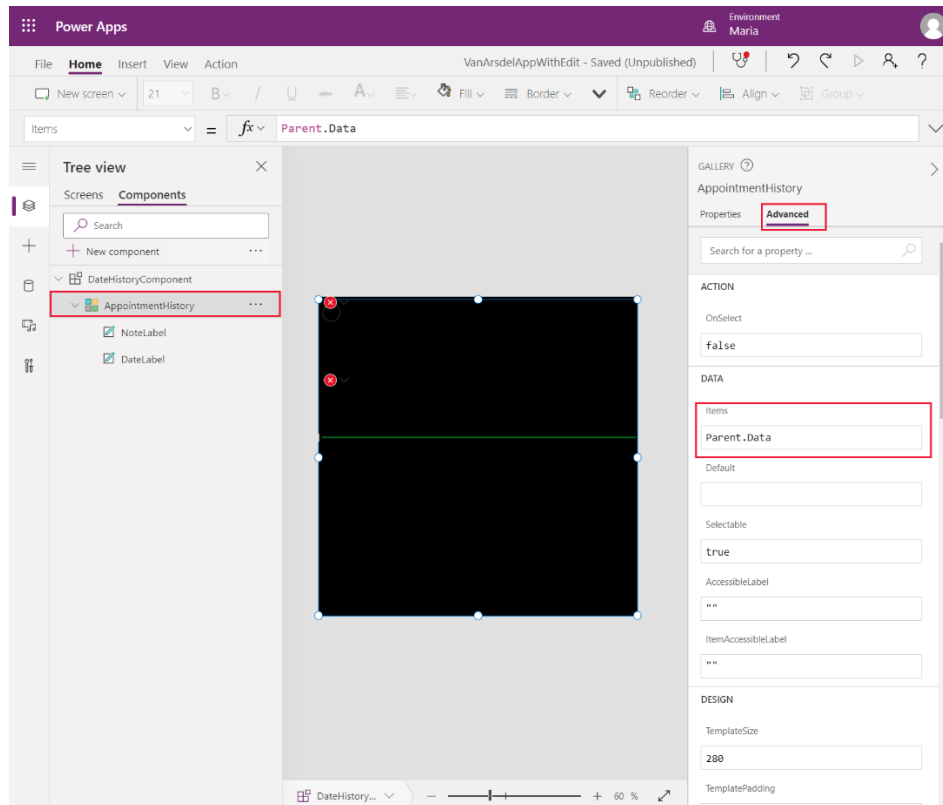 Power Apps
Environment
Maria
File Home Insert View Action
VanArsdelAppWithEdit - Saved (Unpublished)
New screen 21 B / U A Fill Border Reorder Align Group
Items = fx Parent.Data
Tree view
Screens Components
Search
New component
DateHistoryComponent
AppointmentHistory
NoteLabel
DateLabel
DateHistory... − + 60 %
GALLERY
AppointmentHistory
Properties Advanced
Search for a property ...
ACTION
OnSelect
false
DATA
Items
Parent.Data
Default
Selectable
true
AccessibleLabel
""
ItemAccessibleLabel
""
DESIGN
TemplateSize
280
TemplatePadding